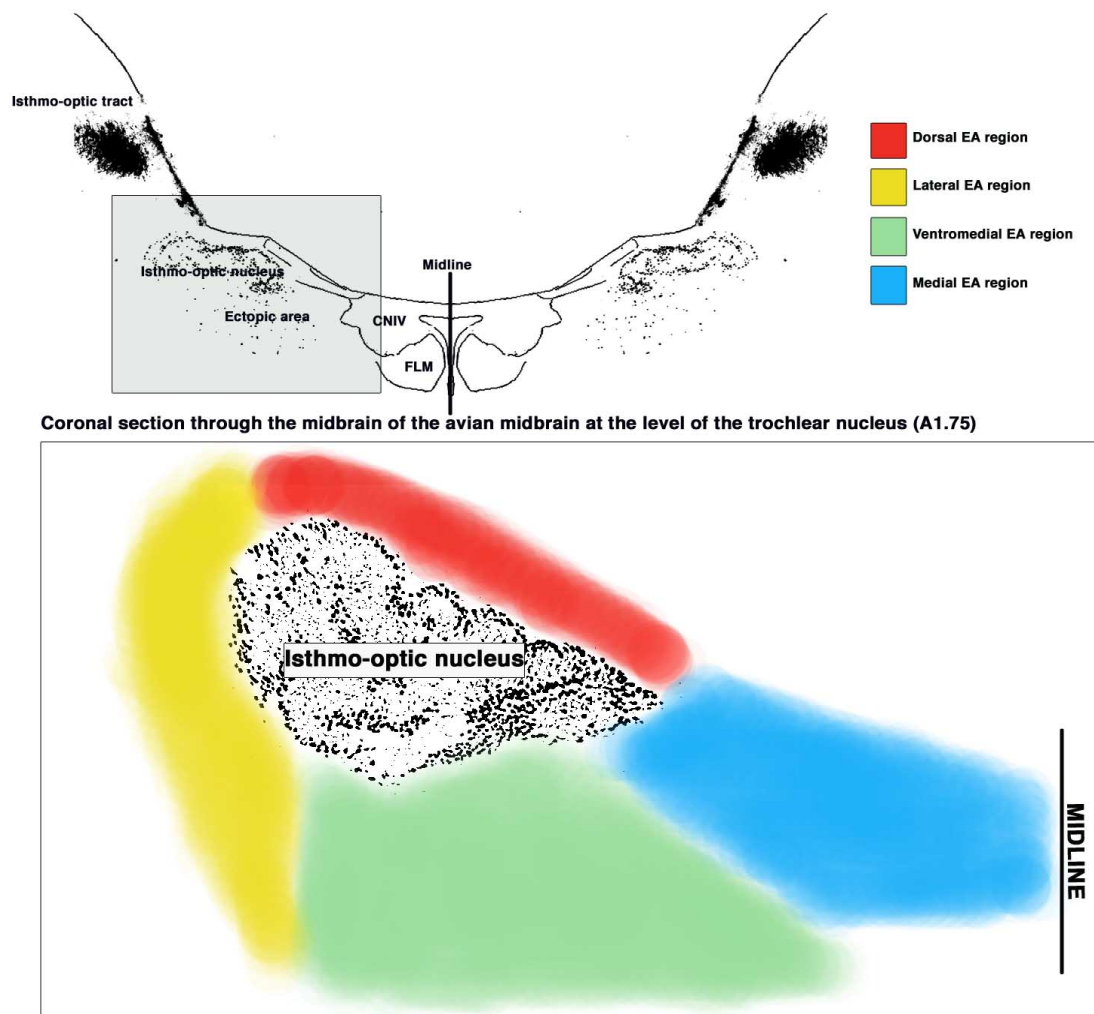 Isthmo-optic tract
Dorsal EA region
Lateral EA region
Ventromedial EA region
Medial EA region
Isthmo-optic nucleus
Midline
Ectopic area
CNIV
FLM
Coronal section through the midbrain of the avian midbrain at the level of the trochlear nucleus (A1.75)
Isthmo-optic nucleus
MIDLINE